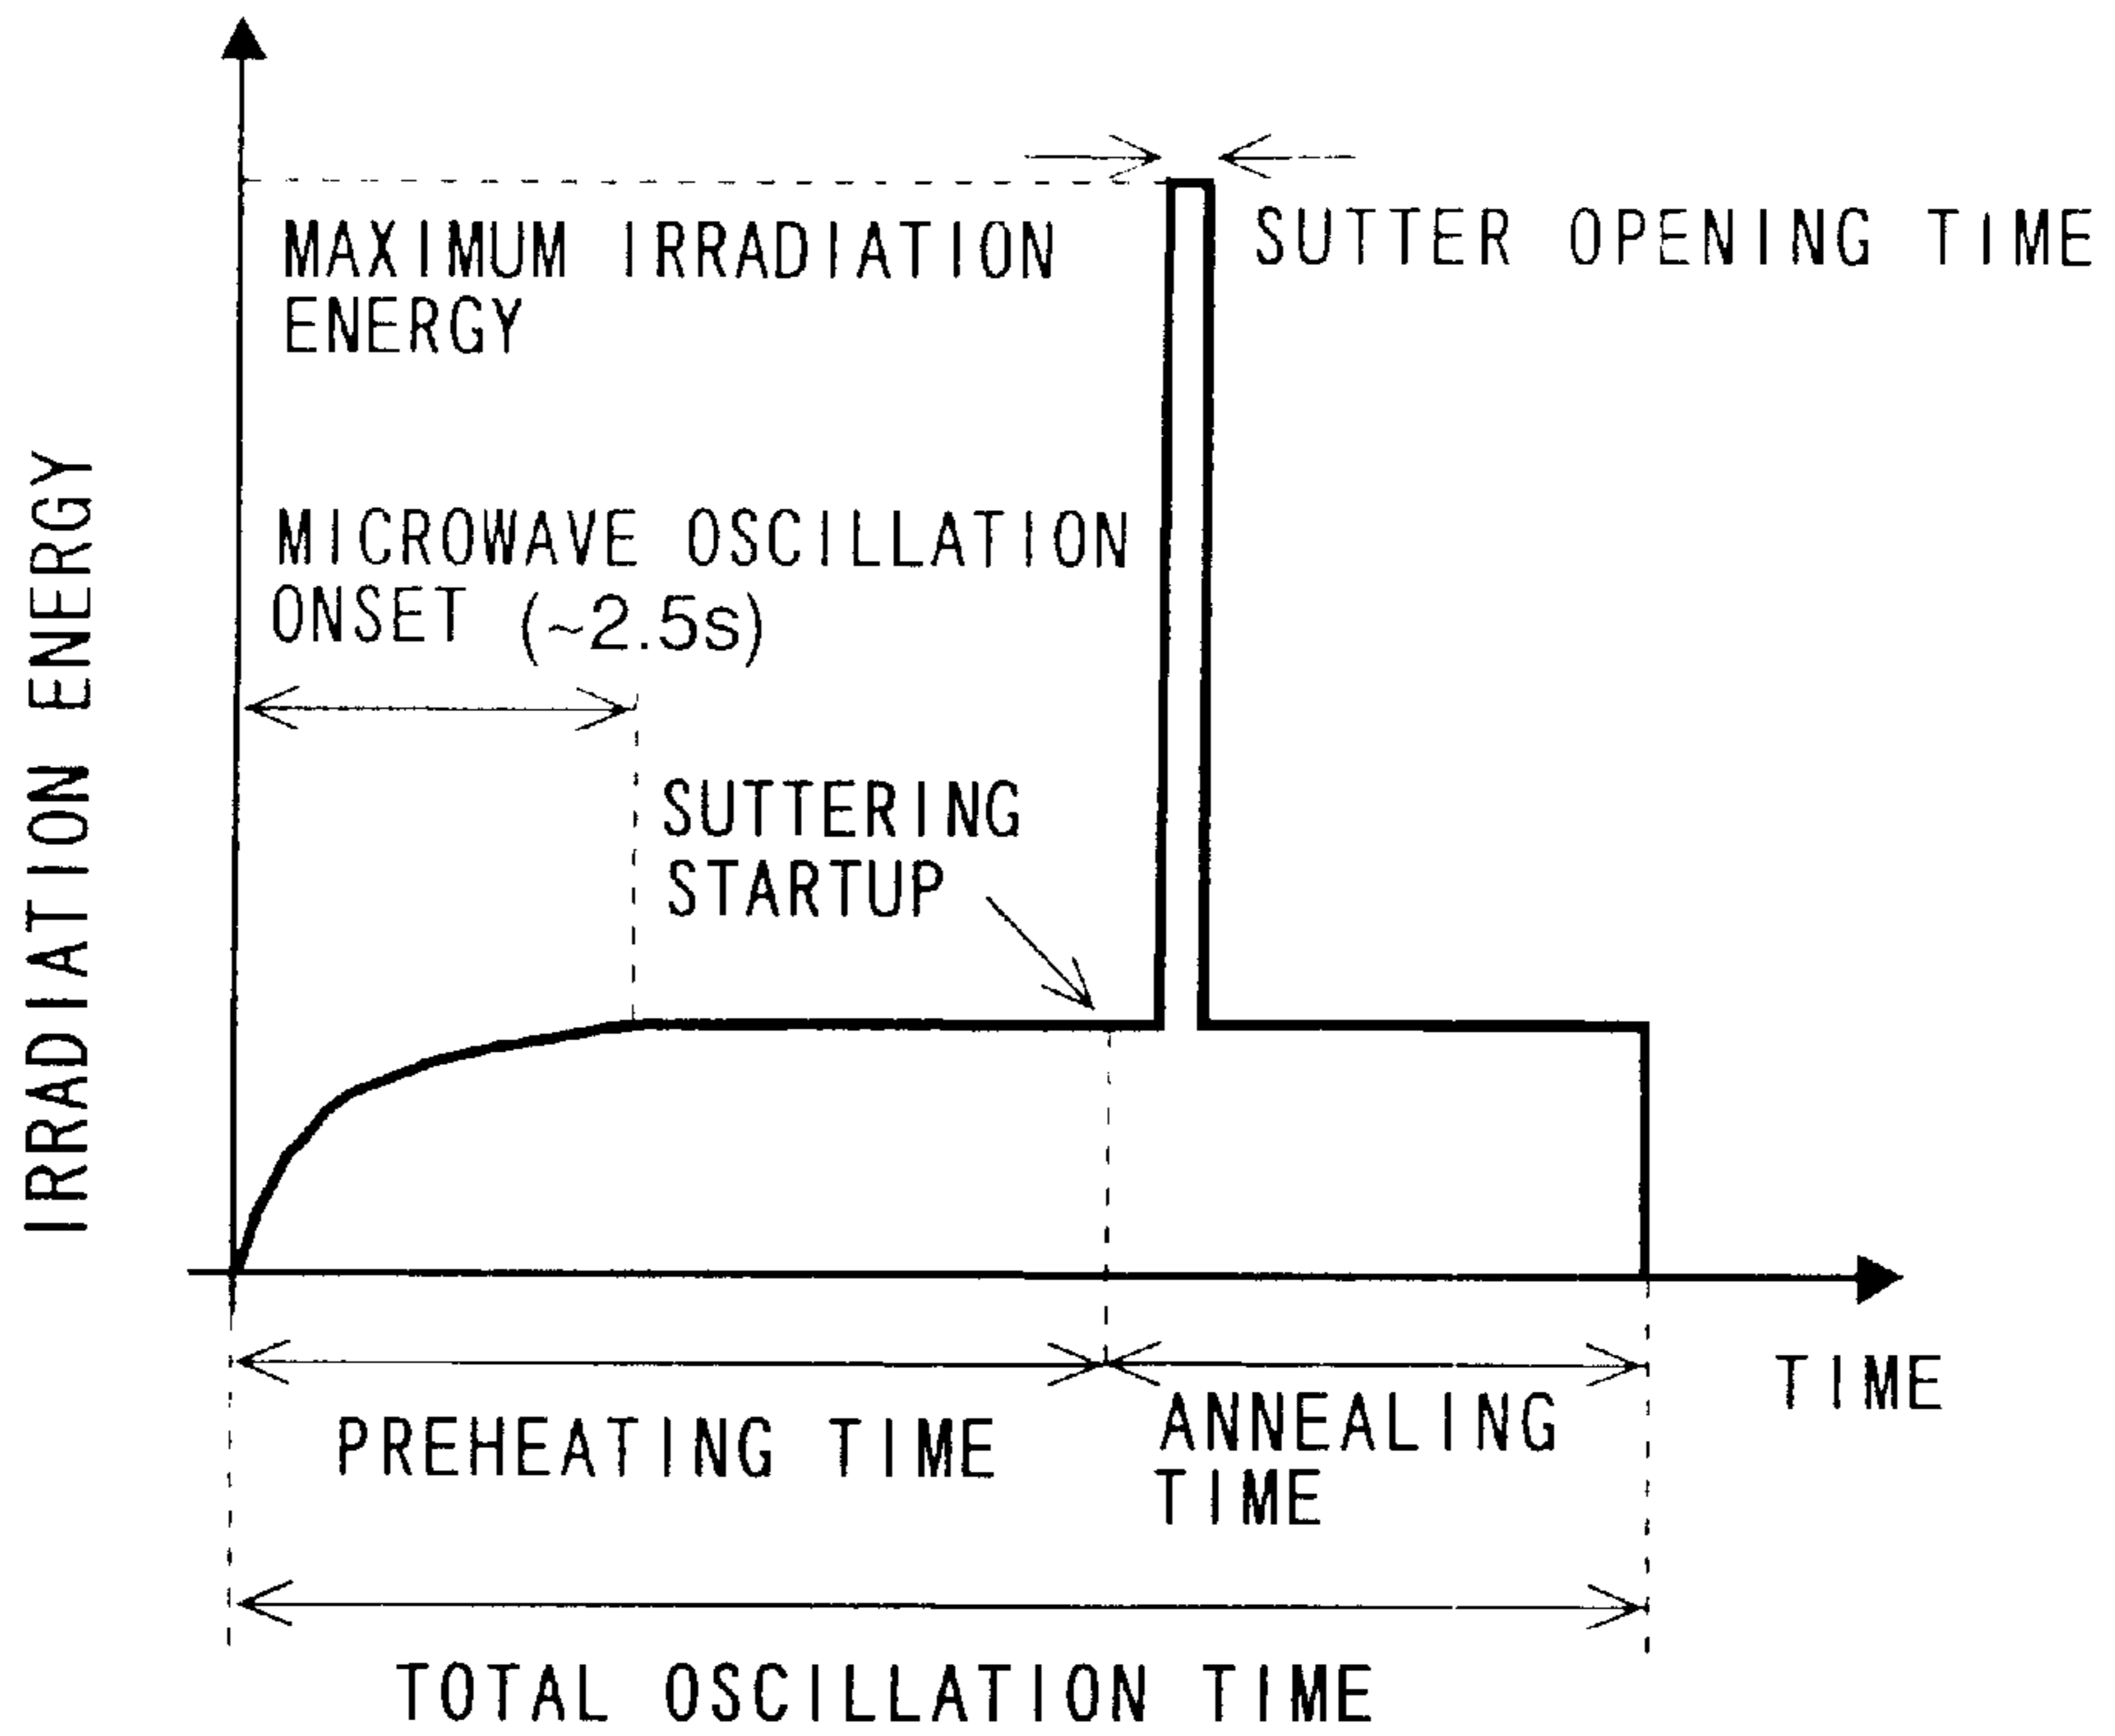 MAXIMUM IRRADIATION
ENERGY
SUTTER OPENING TIME
MICROWAVE OSCILLATION
ONSET (~2.5s)
SUTTERING
STARTUP
IRRADIATION ENERGY
TIME
PREHEATING TIME
ANNEALING
TIME
TOTAL OSCILLATION TIME